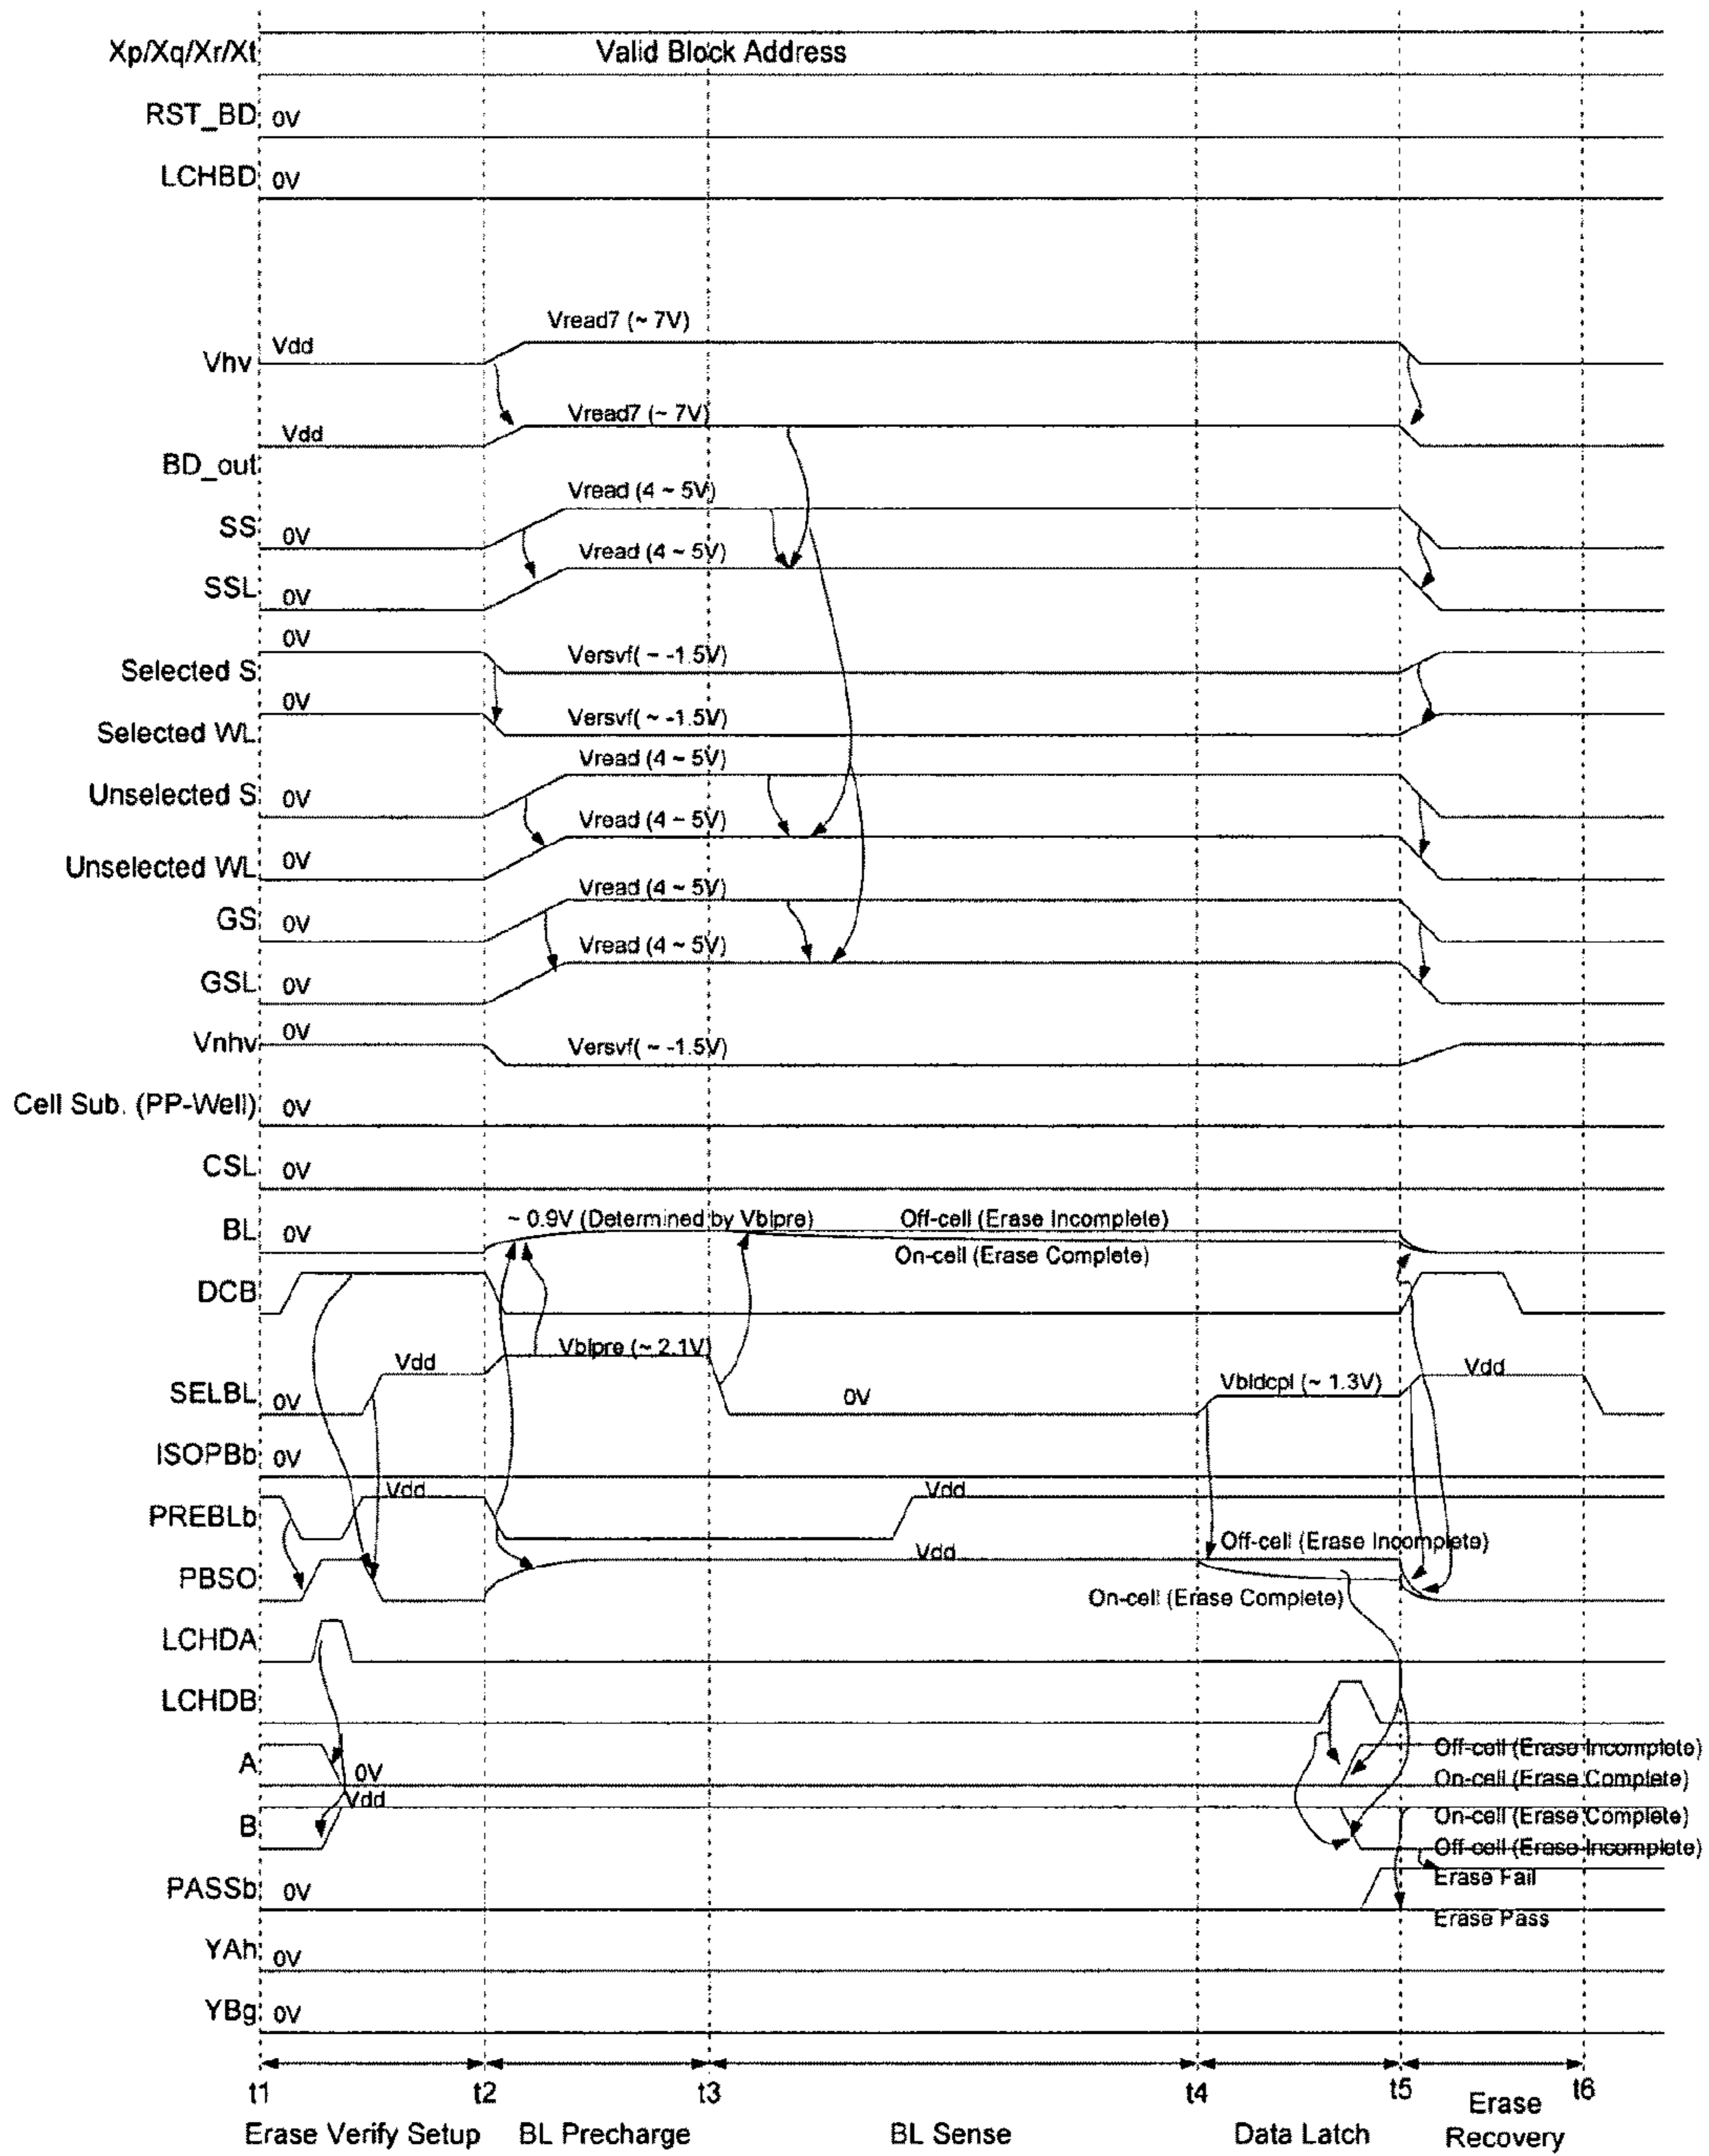 Xp/Xq/Xr/Xt Valid Block Address
RST_BD 0V
LCHBD 0V
Vread7 (~ 7V)
Vhv Vdd
Vread7 (~ 7V)
BD_out Vdd
Vread (4 ~ 5V)
SS 0V
Vread (4 ~ 5V)
SSL 0V
0V
Selected S Versvf( ~ -1.5V)
0V
Selected WL Versvf( ~ -1.5V)
Vread (4 ~ 5V)
Unselected S 0V
Vread (4 ~ 5V)
Unselected WL 0V
Vread (4 ~ 5V)
GS 0V
Vread (4 ~ 5V)
GSL 0V
Vnhv 0V Versvf( ~ -1.5V)
Cell Sub. (PP-Well) 0V
CSL 0V
BL 0V ~ 0.9V (Determined by Vblpre) Off-cell (Erase Incomplete)
On-cell (Erase Complete)
DCB
Vblpre (~ 2.1V)
SELBL 0V Vdd 0V Vbldcpl (~ 1.3V) Vdd
ISOPBb 0V
PREBLb Vdd Vdd
PBSO Vdd Off-cell (Erase Incomplete)
On-cell (Erase Complete)
LCHDA
LCHDB
A 0V Off-cell (Erase Incomplete)
On-cell (Erase Complete)
B Vdd On-cell (Erase Complete)
Off-cell (Erase Incomplete)
PASSb 0V Erase Fail
Erase Pass
YAh 0V
YBg 0V
t1 t2 t3 t4 t5 t6
Erase Verify Setup BL Precharge BL Sense Data Latch Erase Recovery